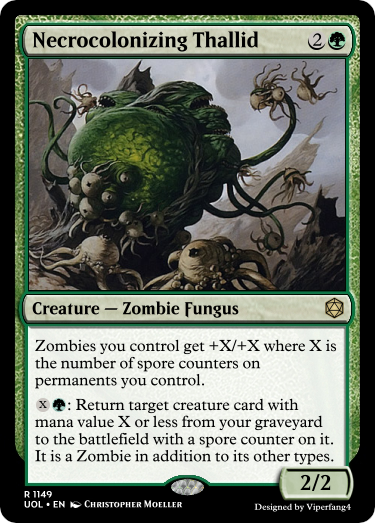 Necrocolonizing Thallid 2
Creature — Zombie Fungus
Zombies you control get +X/+X where X is
the number of spore counters on
permanents you control.
X : Return target creature card with
mana value X or less from your graveyard
to the battlefield with a spore counter on it.
It is a Zombie in addition to its other types.
2/2
R 1149
UOL • EN Christopher Moeller
Designed by Viperfang4